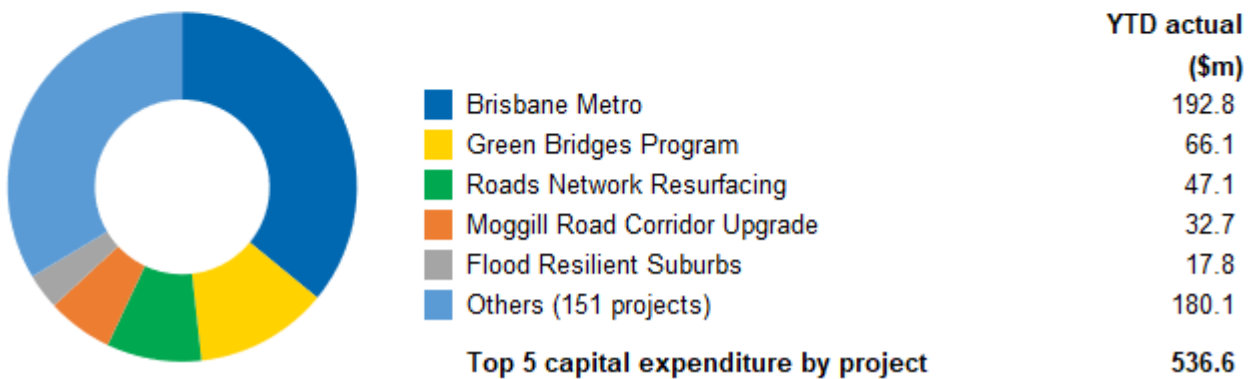 YTD actual
($m)
Brisbane Metro 192.8
Green Bridges Program 66.1
Roads Network Resurfacing 47.1
Moggill Road Corridor Upgrade 32.7
Flood Resilient Suburbs 17.8
Others (151 projects) 180.1
Top 5 capital expenditure by project 536.6